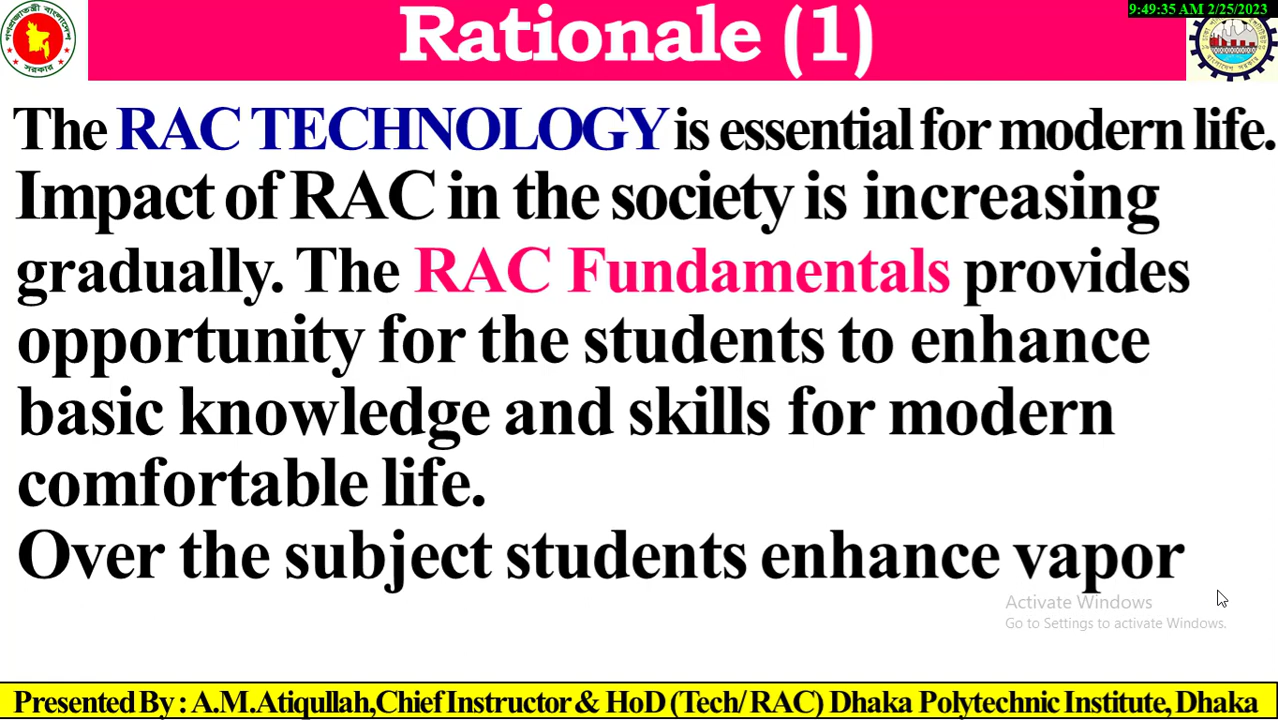 9:49:35 AM 2/25/2023
Rationale (1)
The RAC TECHNOLOGY is essential for modern life.
Impact of RAC in the society is increasing
gradually. The RAC Fundamentals provides
opportunity for the students to enhance
basic knowledge and skills for modern
comfortable life.
Over the subject students enhance vapor
Activate Windows
Go to Settings to activate Windows.
Presented By : A.M.Atiqullah,Chief Instructor & HoD (Tech/ RAC) Dhaka Polytechnic Institute, Dhaka